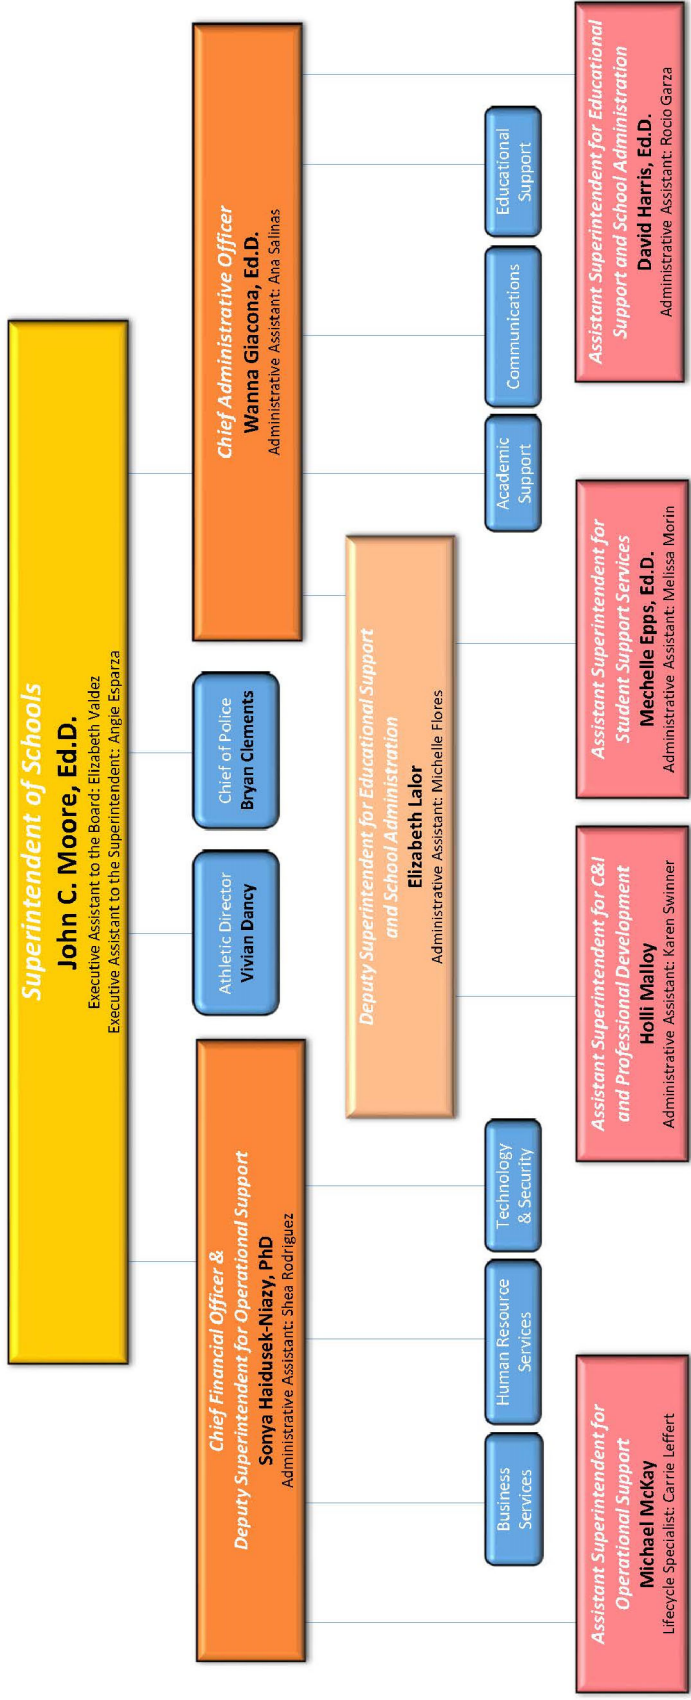 Superintendent of Schools
John C. Moore, Ed.D.
Executive Assistant to the Board: Elizabeth Valdez
Executive Assistant to the Superintendent: Angie Esparza
Chief Financial Officer &
Deputy Superintendent for Operational Support
Sonya Haidusek-Niazy, PhD
Administrative Assistant: Shea Rodriguez
Athletic Director
Vivian Dancy
Chief of Police
Bryan Clements
Chief Administrative Officer
Wanna Giacona, Ed.D.
Administrative Assistant: Ana Salinas
Deputy Superintendent for Educational Support
and School Administration
Elizabeth Lalor
Administrative Assistant: Michelle Flores
Business
Services
Human Resource
Services
Technology
& Security
Academic
Support
Communications
Educational
Support
Assistant Superintendent for
Operational Support
Michael McKay
Lifecycle Specialist: Carrie Leffert
Assistant Superintendent for C&I
and Professional Development
Holli Malloy
Administrative Assistant: Karen Swinner
Assistant Superintendent for
Student Support Services
Mechelle Epps, Ed.D.
Administrative Assistant: Melissa Morin
Assistant Superintendent for Educational
Support and School Administration
David Harris, Ed.D.
Administrative Assistant: Rocio Garza